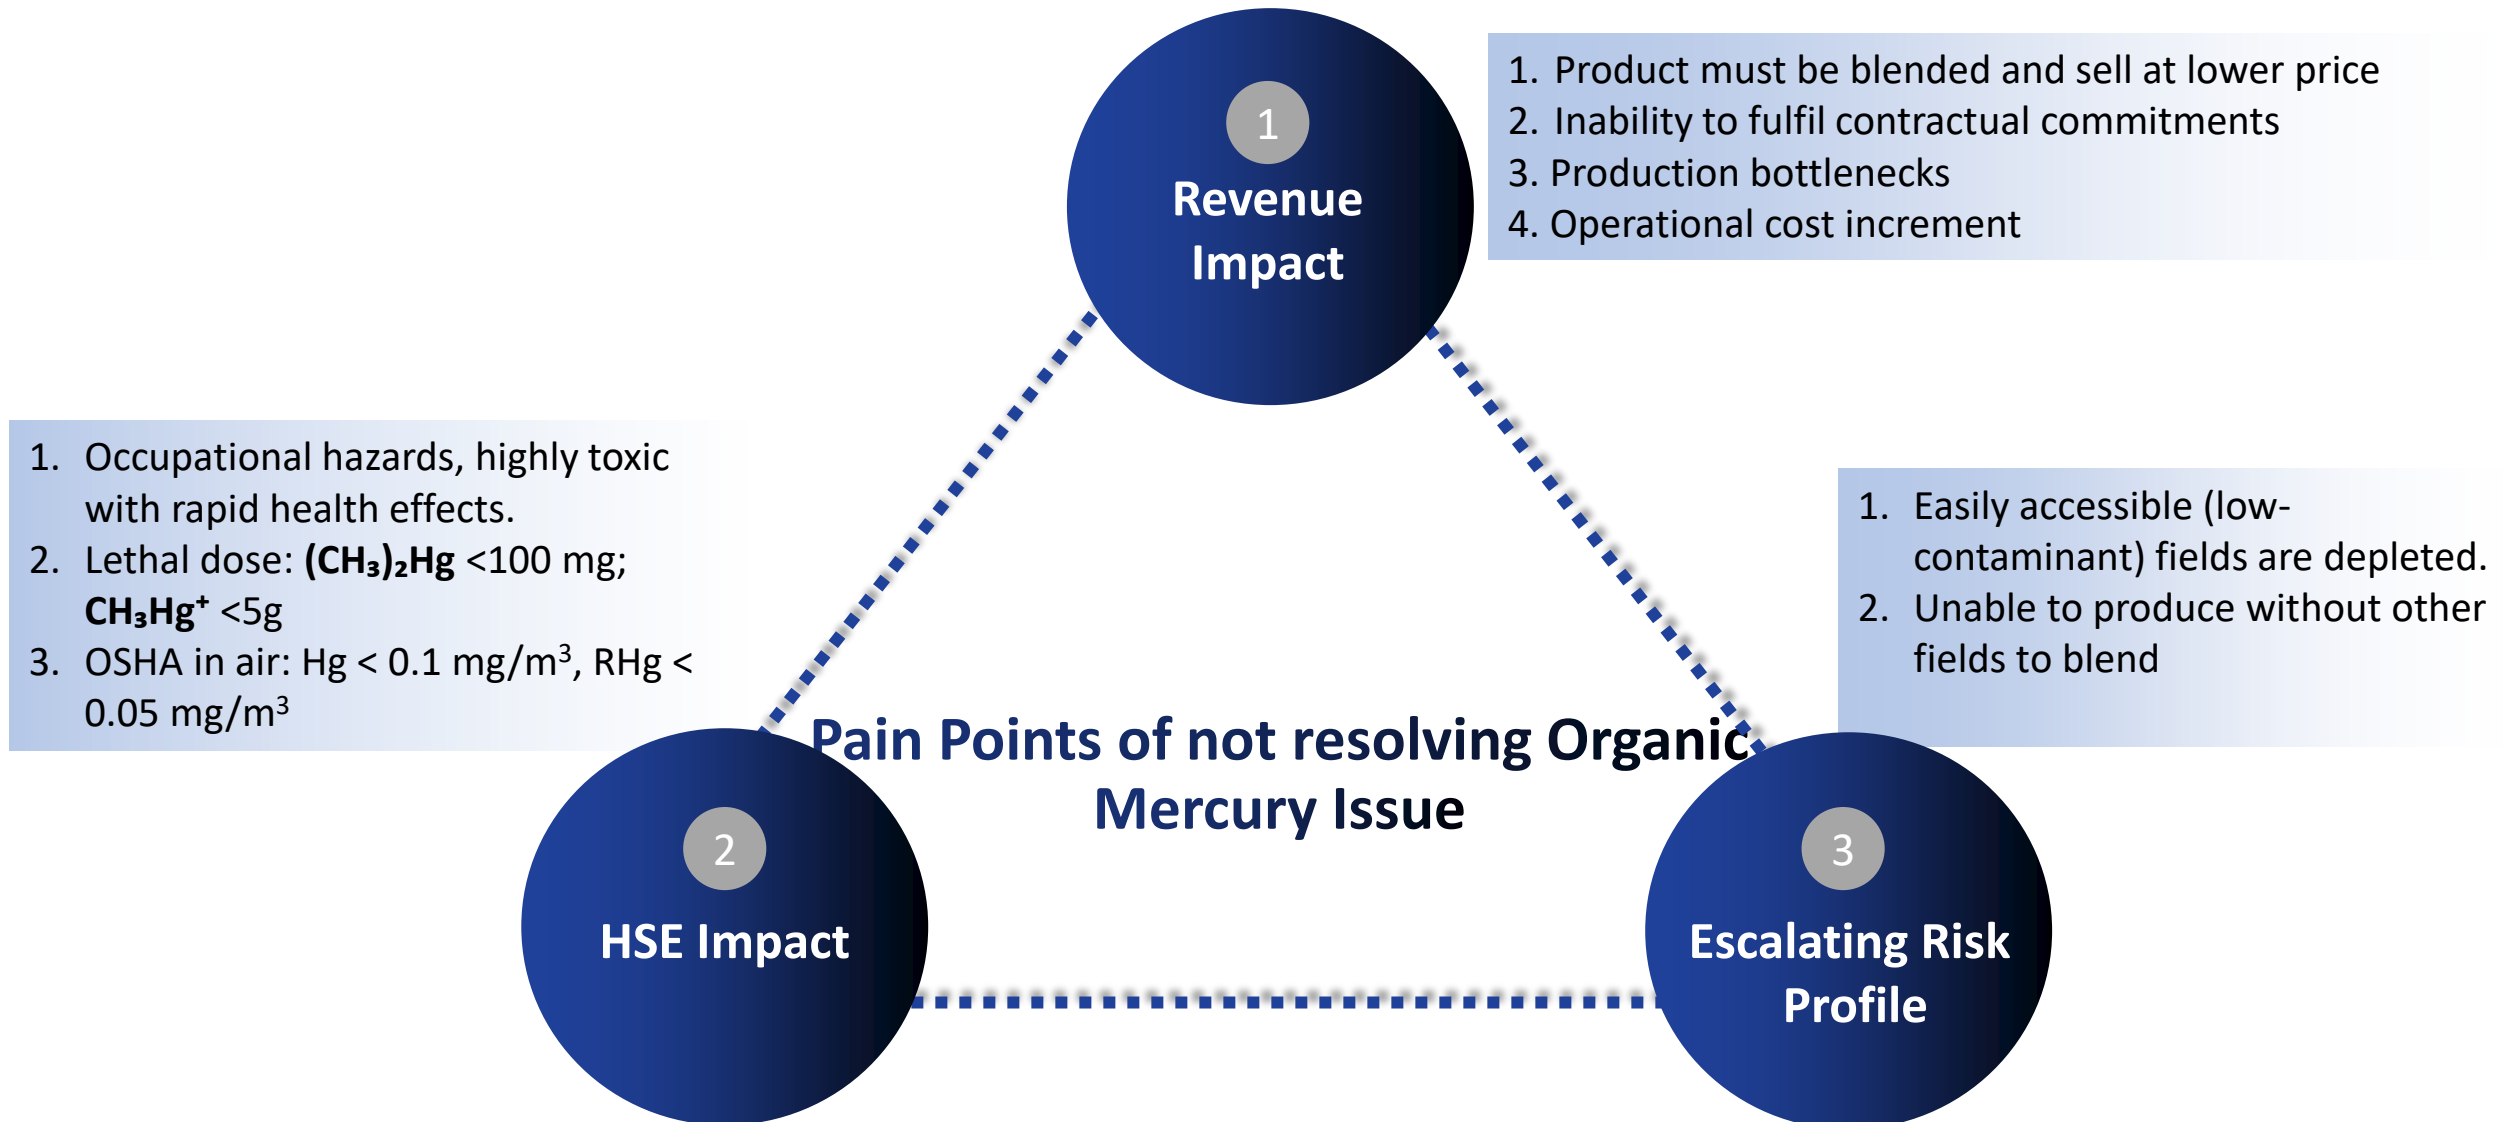 1
Revenue
Impact
1. Product must be blended and sell at lower price
2. Inability to fulfil contractual commitments
3. Production bottlenecks
4. Operational cost increment
1. Occupational hazards, highly toxic
with rapid health effects.
2. Lethal dose: (CH₃)₂Hg <100 mg;
CH₃Hg⁺ <5g
3. OSHA in air: Hg < 0.1 mg/m³, RHg <
0.05 mg/m³
1. Easily accessible (low-
contaminant) fields are depleted.
2. Unable to produce without other
fields to blend
Pain Points of not resolving Organic
Mercury Issue
2
HSE Impact
3
Escalating Risk
Profile